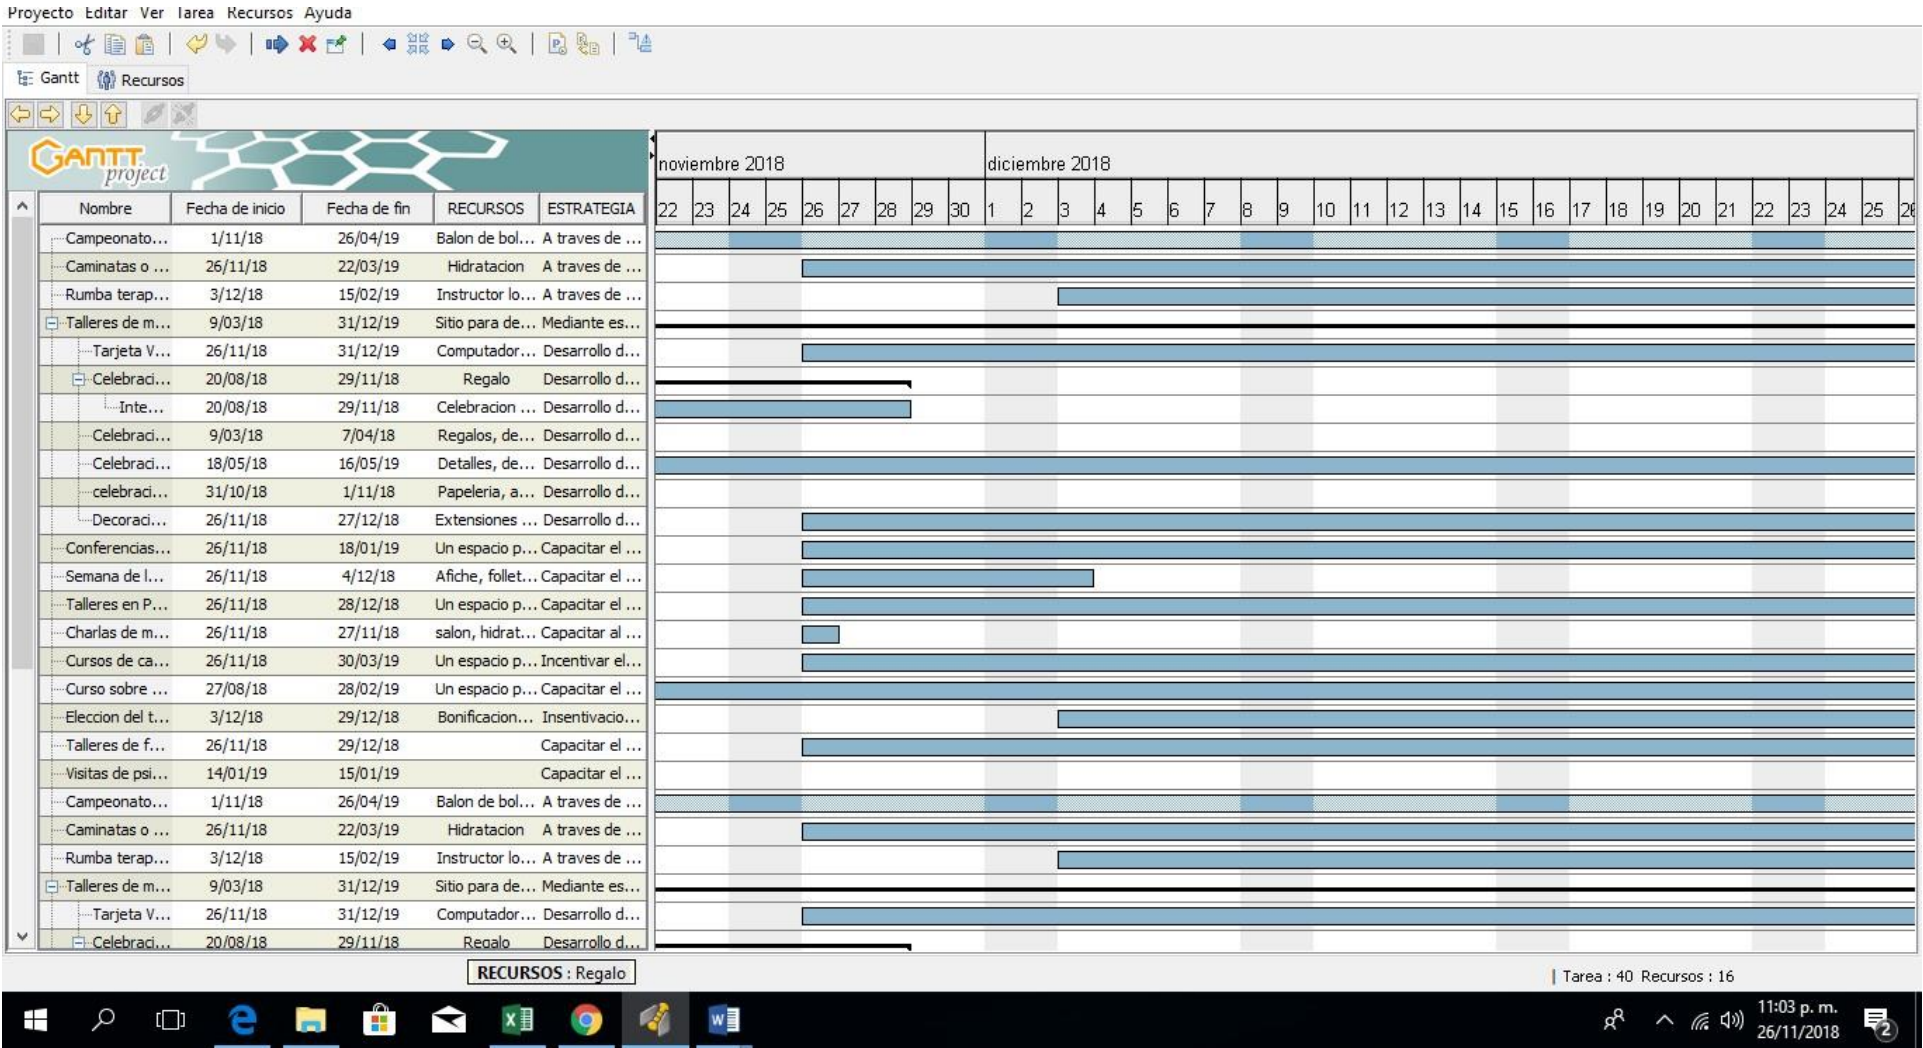 Proyecto Editar Ver Tarea Recursos Ayuda
Gantt Recursos
GANTT project
noviembre 2018 diciembre 2018
Nombre Fecha de inicio Fecha de fin RECURSOS ESTRATEGIA 22 23 24 25 26 27 28 29 30 1 2 3 4 5 6 7 8 9 10 11 12 13 14 15 16 17 18 19 20 21 22 23 24 25 26
Campeonato... 1/11/18 26/04/19 Balon de bol... A traves de ...
Caminatas o ... 26/11/18 22/03/19 Hidratacion A traves de ...
Rumba terap... 3/12/18 15/02/19 Instructor lo... A traves de ...
Talleres de m... 9/03/18 31/12/19 Sitio para de... Mediante es...
Tarjeta V... 26/11/18 31/12/19 Computador... Desarrollo d...
Celebraci... 20/08/18 29/11/18 Regalo Desarrollo d...
Inte... 20/08/18 29/11/18 Celebracion ... Desarrollo d...
Celebraci... 9/03/18 7/04/18 Regalos, de... Desarrollo d...
Celebraci... 18/05/18 16/05/19 Detalles, de... Desarrollo d...
celebraci... 31/10/18 1/11/18 Papeleria, a... Desarrollo d...
Decoraci... 26/11/18 27/12/18 Extensiones ... Desarrollo d...
Conferencias... 26/11/18 18/01/19 Un espacio p... Capacitar el ...
Semana de l... 26/11/18 4/12/18 Afiche, follet... Capacitar el ...
Talleres en P... 26/11/18 28/12/18 Un espacio p... Capacitar el ...
Charlas de m... 26/11/18 27/11/18 salon, hidrat... Capacitar al ...
Cursos de ca... 26/11/18 30/03/19 Un espacio p... Incentivar el...
Curso sobre ... 27/08/18 28/02/19 Un espacio p... Capacitar el ...
Eleccion del t... 3/12/18 29/12/18 Bonificacion... Insentivacio...
Talleres de f... 26/11/18 29/12/18 Capacitar el ...
Visitas de psi... 14/01/19 15/01/19 Capacitar el ...
Campeonato... 1/11/18 26/04/19 Balon de bol... A traves de ...
Caminatas o ... 26/11/18 22/03/19 Hidratacion A traves de ...
Rumba terap... 3/12/18 15/02/19 Instructor lo... A traves de ...
Talleres de m... 9/03/18 31/12/19 Sitio para de... Mediante es...
Tarjeta V... 26/11/18 31/12/19 Computador... Desarrollo d...
Celebraci... 20/08/18 29/11/18 Regalo Desarrollo d...
RECURSOS : Regalo
Tarea : 40 Recursos : 16
11:03 p. m.
26/11/2018
2